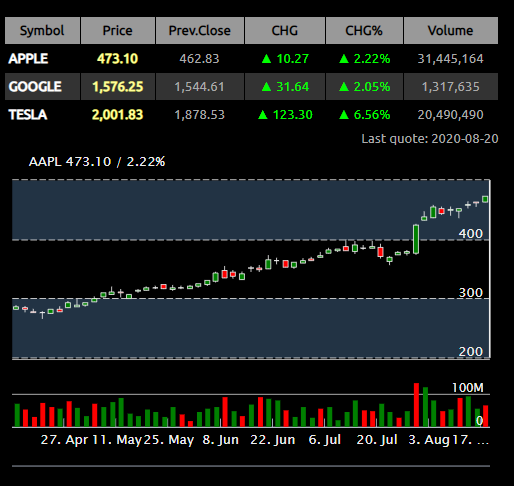 Symbol Price Prev.Close CHG CHG% Volume
APPLE 473.10 462.83 ▲ 10.27 ▲ 2.22% 31,445,164
GOOGLE 1,576.25 1,544.61 ▲ 31.64 ▲ 2.05% 1,317,635
TESLA 2,001.83 1,878.53 ▲ 123.30 ▲ 6.56% 20,490,490
Last quote: 2020-08-20
AAPL 473.10 / 2.22%
400
300
200
100M
0
27. Apr 11. May 25. May 8. Jun 22. Jun 6. Jul 20. Jul 3. Aug 17. ...